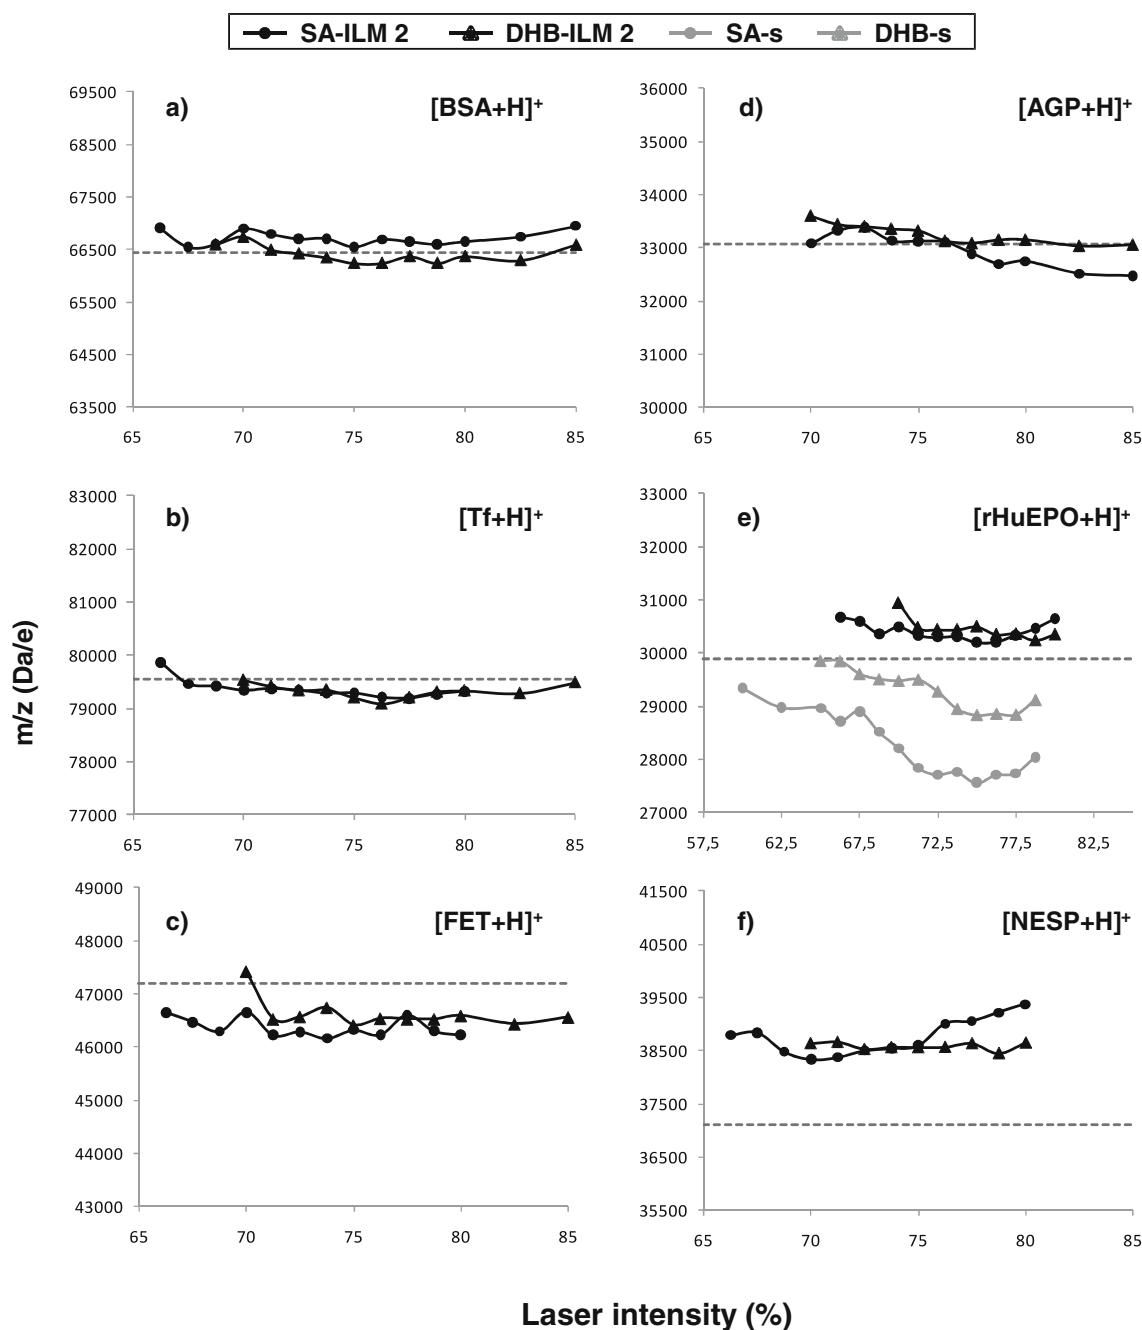 SA-ILM 2 DHB-ILM 2 SA-s DHB-s
a) [BSA+H]+
69500
68500
67500
66500
65500
64500
63500
65 70 75 80 85
d) [AGP+H]+
36000
35000
34000
33000
32000
31000
30000
65 70 75 80 85
b) [Tf+H]+
83000
82000
81000
80000
79000
78000
77000
65 70 75 80 85
e) [rHuEPO+H]+
33000
32000
31000
30000
29000
28000
27000
57,5 62,5 67,5 72,5 77,5 82,5
c) [FET+H]+
49000
48000
47000
46000
45000
44000
43000
65 70 75 80 85
f) [NESP+H]+
41500
40500
39500
38500
37500
36500
35500
65 70 75 80 85
m/z (Da/e)
Laser intensity (%)